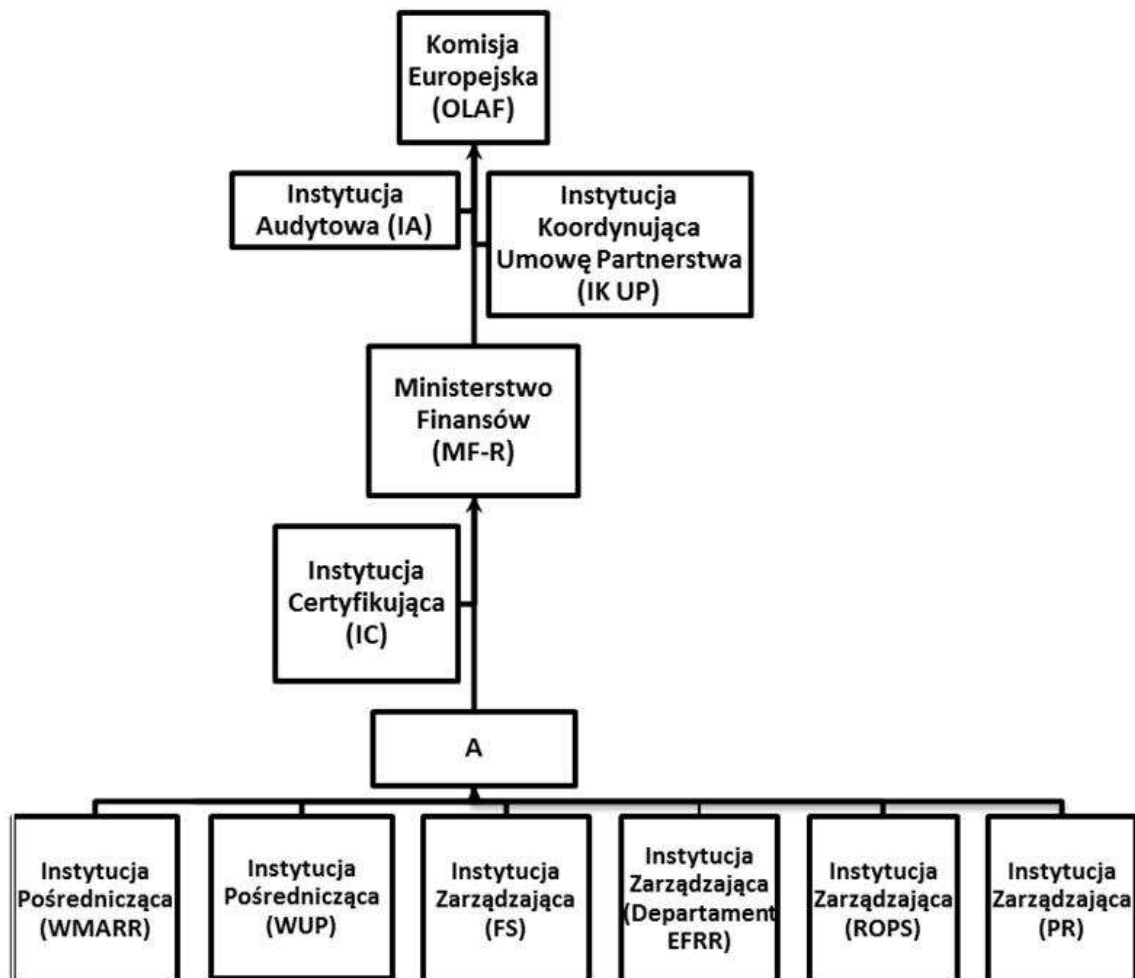 Komisja
Europejska
(OLAF)
Instytucja
Audytowa (IA)
Instytucja
Koordynująca
Umowę Partnerstwa
(IK UP)
Ministerstwo
Finansów
(MF-R)
Instytucja
Certyfikująca
(IC)
A
Instytucja
Pośrednicząca
(WMARR)
Instytucja
Pośrednicząca
(WUP)
Instytucja
Zarządzająca
(FS)
Instytucja
Zarządzająca
(Departament
EFRR)
Instytucja
Zarządzająca
(ROPS)
Instytucja
Zarządzająca
(PR)